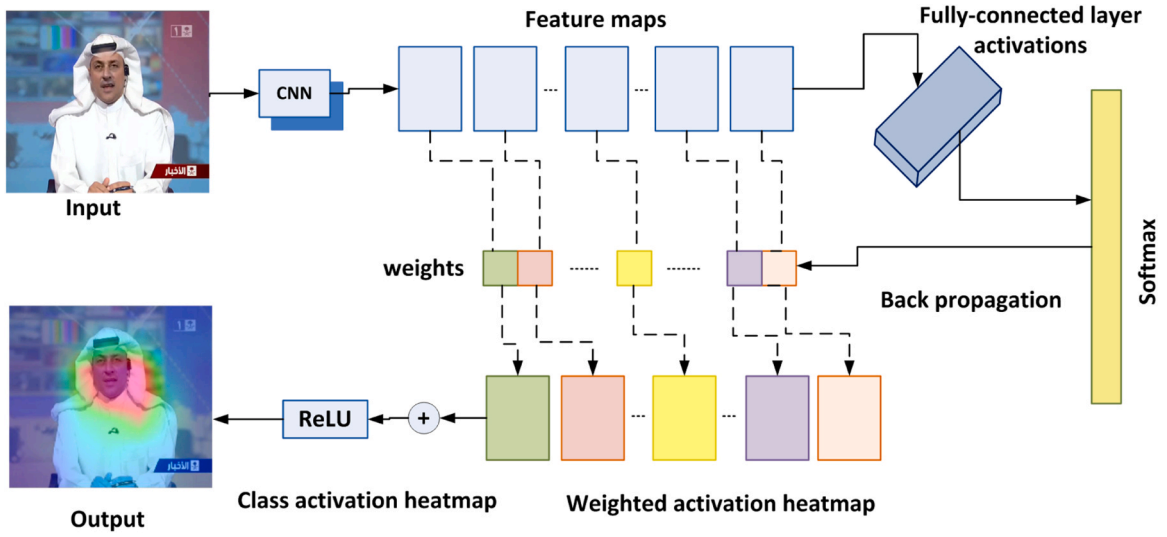 Feature maps
Fully-connected layer
activations
1
CNN
الأخبار
Input
weights
Back propagation
Softmax
1
ReLU
+
الأخبار
Class activation heatmap
Weighted activation heatmap
Output